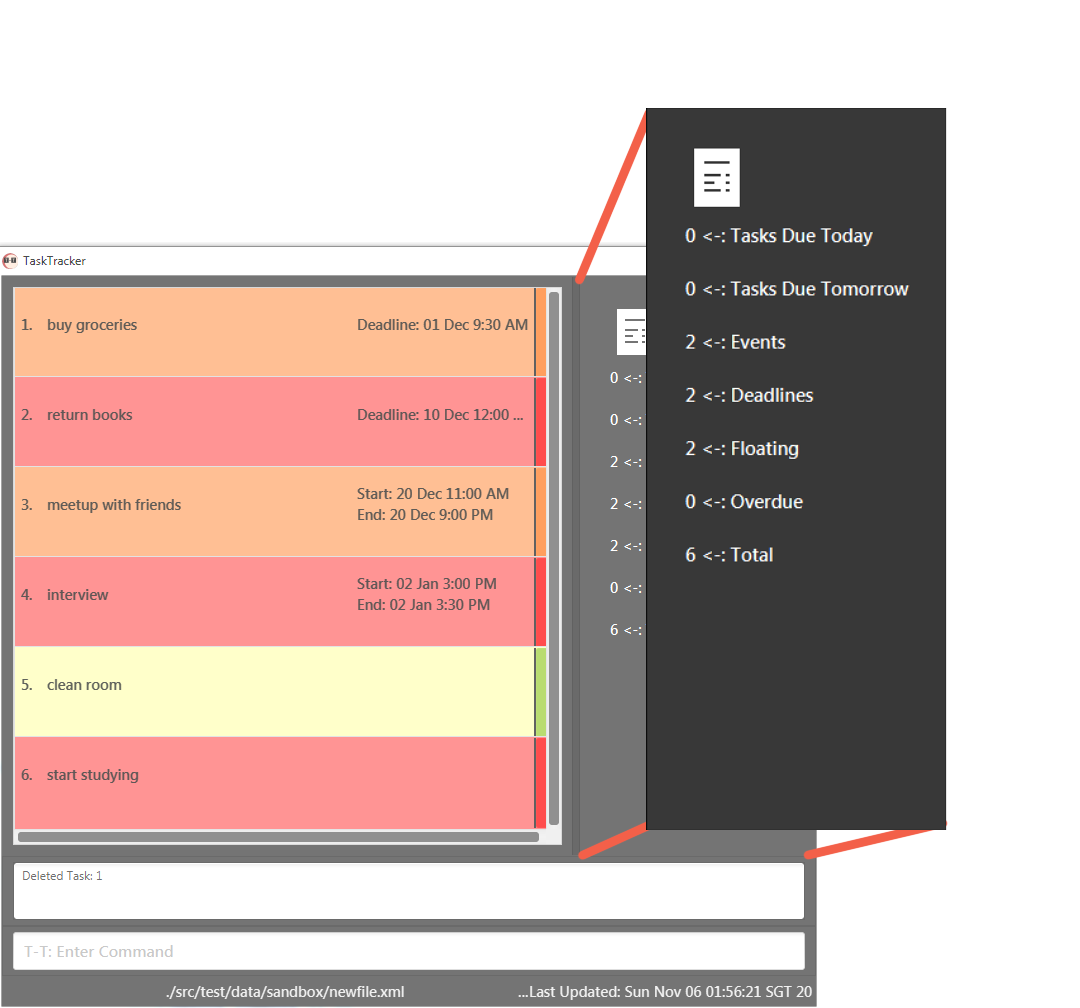 TaskTracker
1. buy groceries Deadline: 01 Dec 9:30 AM
2. return books Deadline: 10 Dec 12:00 ...
3. meetup with friends Start: 20 Dec 11:00 AM
End: 20 Dec 9:00 PM
4. interview Start: 02 Jan 3:00 PM
End: 02 Jan 3:30 PM
5. clean room
6. start studying
0 <-:
0 <-:
2 <-:
2 <-:
2 <-:
0 <-:
6 <-:
0 <-: Tasks Due Today
0 <-: Tasks Due Tomorrow
2 <-: Events
2 <-: Deadlines
2 <-: Floating
0 <-: Overdue
6 <-: Total
Deleted Task: 1
T-T: Enter Command
./src/test/data/sandbox/newfile.xml ...Last Updated: Sun Nov 06 01:56:21 SGT 20